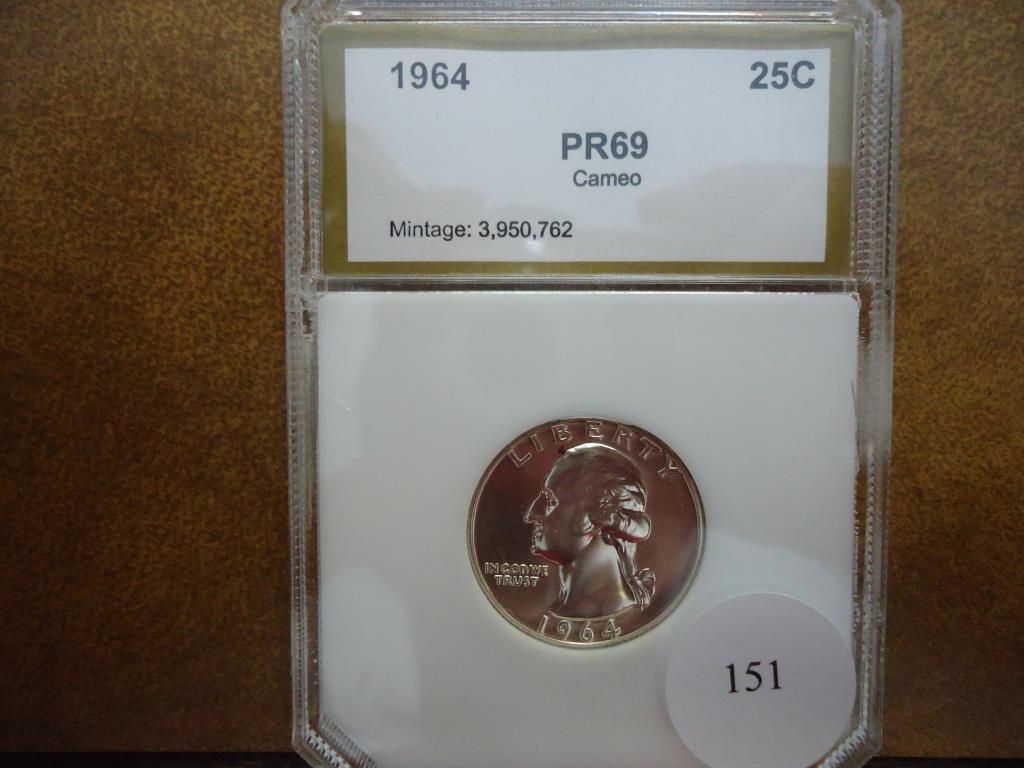 1964 25C
PR69
Cameo
Mintage: 3,950,762
LIBERTY
IN GOD WE
TRUST
1964
151